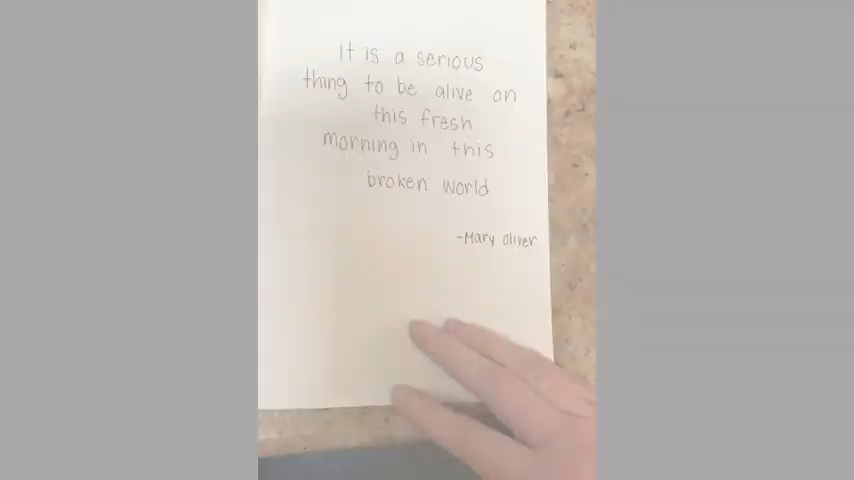 It is a serious
thing to be alive on
this fresh
morning in this
broken world
-Mary Oliver